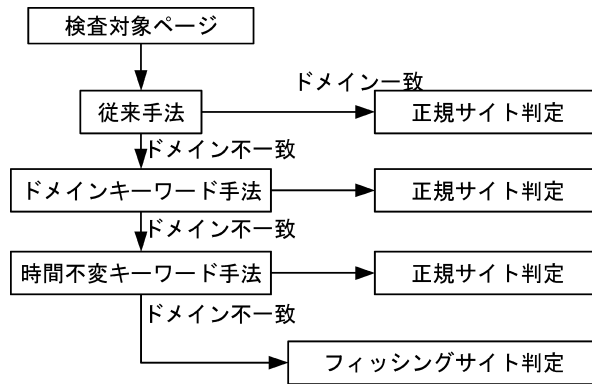 検査対象ページ
ドメイン一致
従来手法
正規サイト判定
ドメイン不一致
ドメインキーワード手法
正規サイト判定
ドメイン不一致
時間不変キーワード手法
正規サイト判定
ドメイン不一致
フィッシングサイト判定